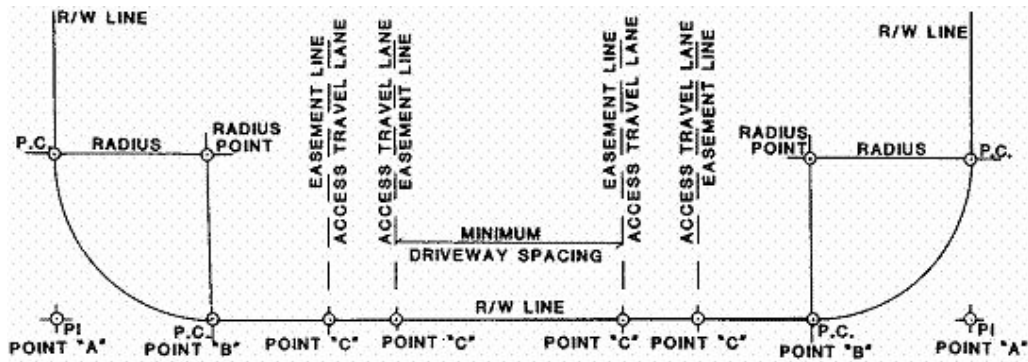 R/W LINE
R/W LINE
EASEMENT LINE
ACCESS TRAVEL LANE
ACCESS TRAVEL LANE
EASEMENT LINE
EASEMENT LINE
ACCESS TRAVEL LANE
ACCESS TRAVEL LANE
EASEMENT LINE
P.C.
RADIUS
RADIUS
POINT
RADIUS
POINT
RADIUS
P.C.
MINIMUM
DRIVEWAY SPACING
R/W LINE
PI
POINT "A"
P.C.
POINT "B"
POINT "C"
POINT "C"
POINT "C"
POINT "C"
P.C.
POINT "B"
PI
POINT "A"